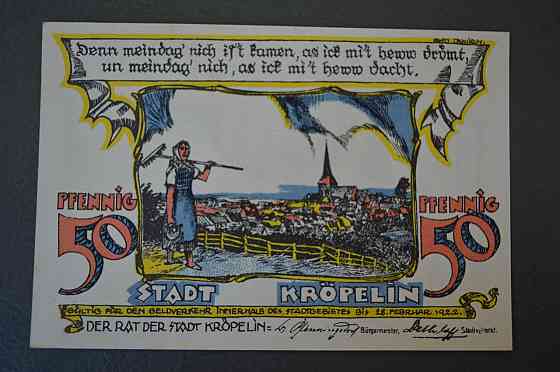 Denn meindag' nich is't kamen, as ick mi't heww drömt,
un meindag' nich, as ick mi't heww dacht.
PFENNIG 50
PFENNIG 50
STADT KRÖPELIN
GÜLTIG FÜR DEN GELDVERKEHR INNERHALB DES STADTGEBIETES BIS 28. FEBRUAR 1922.
DER RAT DER STADT KRÖPELIN: Bürgermeister,